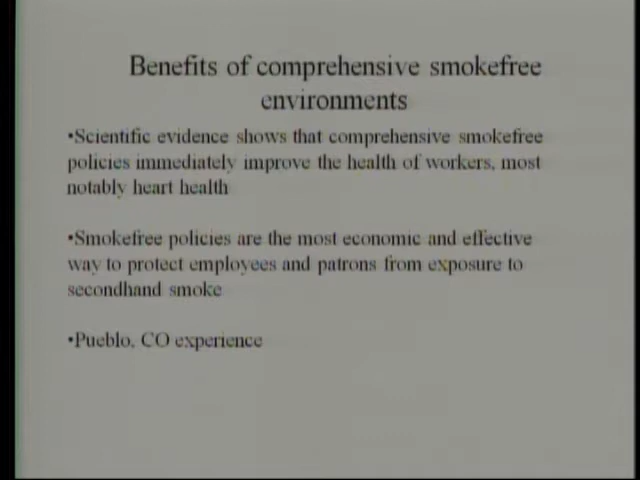 Benefits of comprehensive smokefree
environments
•Scientific evidence shows that comprehensive smokefree
policies immediately improve the health of workers, most
notably heart health
•Smokefree policies are the most economic and effective
way to protect employees and patrons from exposure to
secondhand smoke
•Pueblo, CO experience